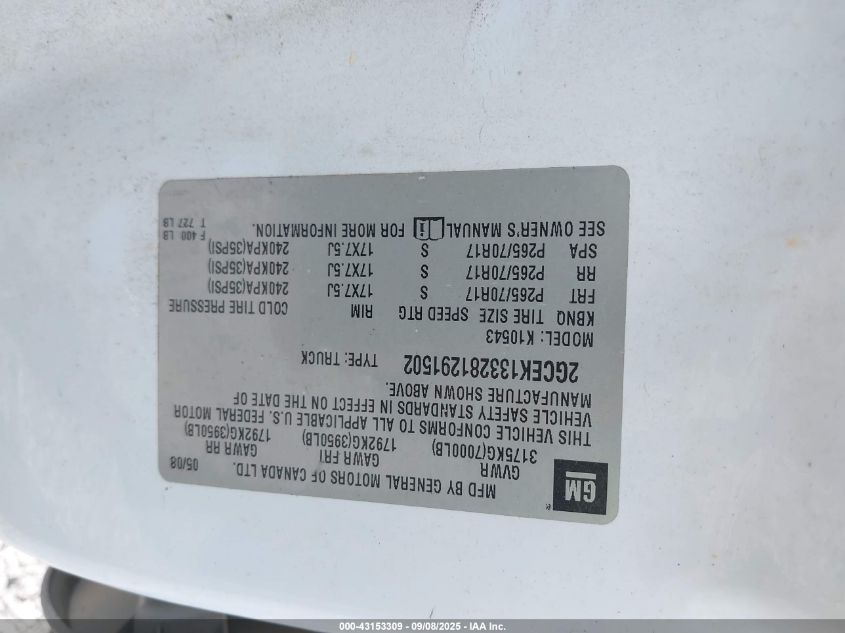 GM
MFD BY GENERAL MOTORS OF CANADA LTD.
05/08
GVWR GAWR FRT GAWR RR
3175KG(7000LB) 1792KG(3950LB) 1792KG(3950LB)
THIS VEHICLE CONFORMS TO ALL APPLICABLE U.S. FEDERAL MOTOR
VEHICLE SAFETY STANDARDS IN EFFECT ON THE DATE OF
MANUFACTURE SHOWN ABOVE.
2GCEK133281291502 TYPE: TRUCK
MODEL: K10543
KBNQ TIRE SIZE SPEED RTG RIM COLD TIRE PRESSURE
FRT P265/70R17 S 17X7.5J 240KPA(35PSI)
RR P265/70R17 S 17X7.5J 240KPA(35PSI)
SPA P265/70R17 S 17X7.5J 240KPA(35PSI)
F 400 LB
SEE OWNER'S MANUAL FOR MORE INFORMATION.
T 727 LB
000-43153309 - 09/08/2025 - IAA Inc.